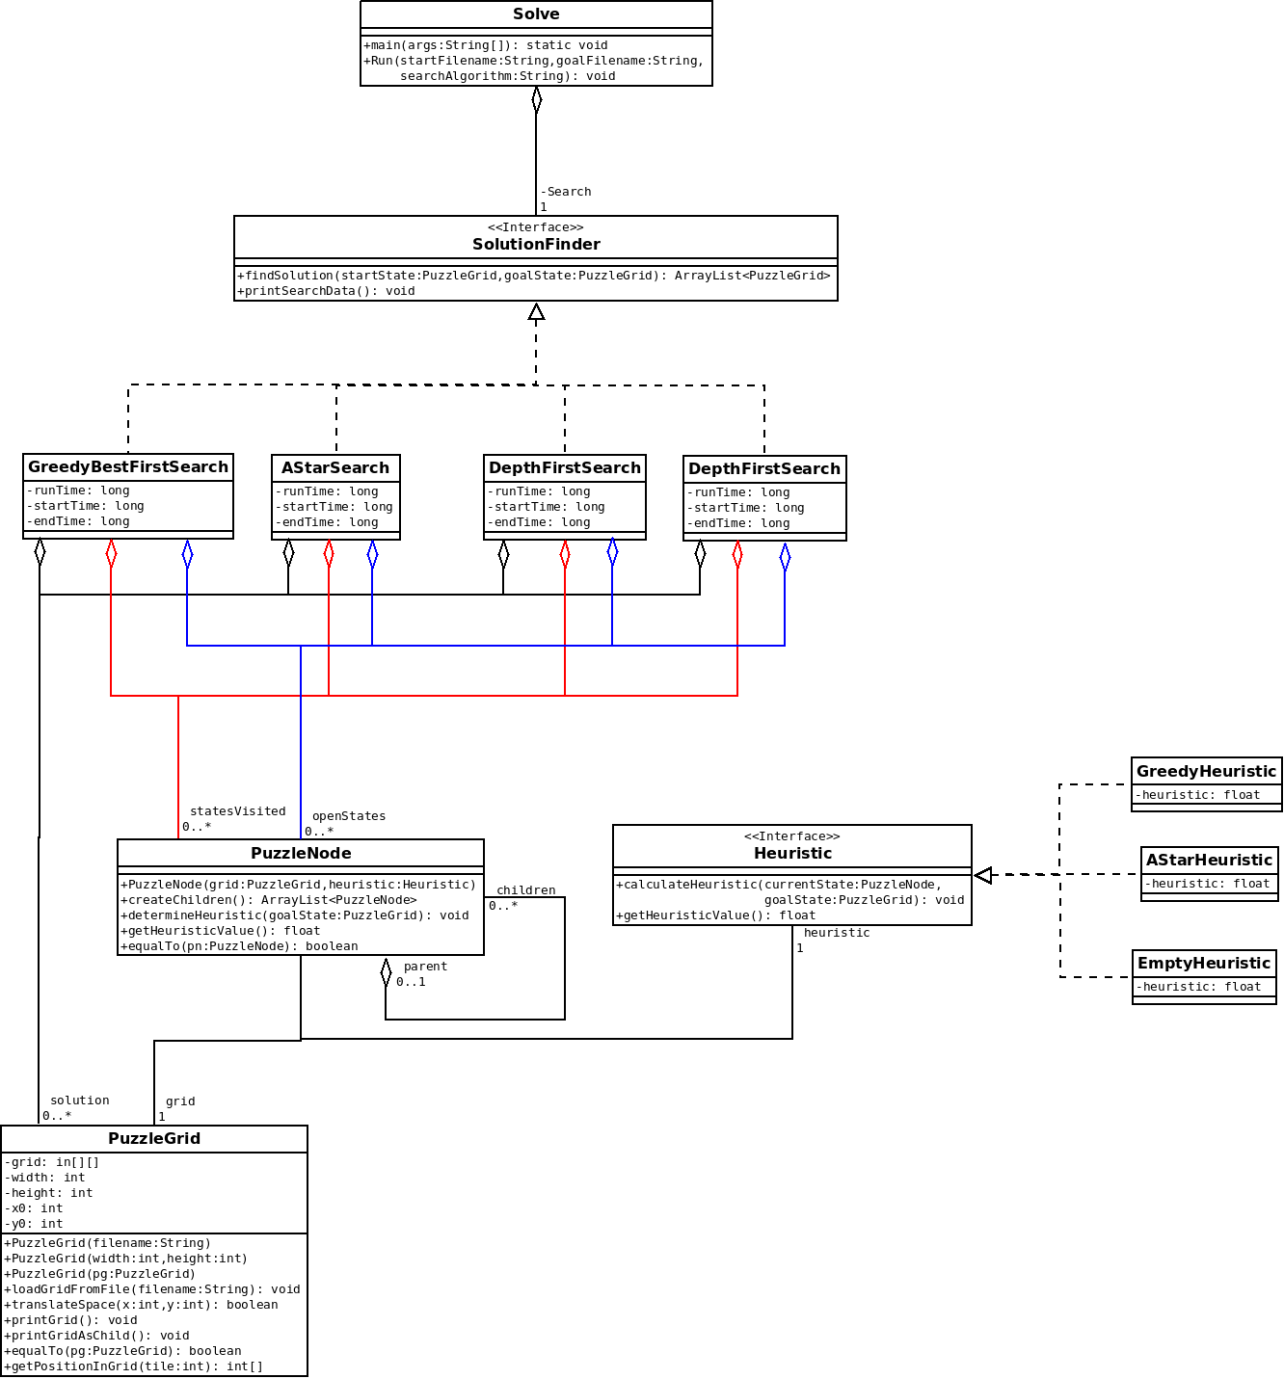 Solve
+main(args:String[]): static void
+Run(startFilename:String,goalFilename:String,
searchAlgorithm:String): void
-Search
1
<<Interface>>
SolutionFinder
+findSolution(startState:PuzzleGrid,goalState:PuzzleGrid): ArrayList<PuzzleGrid>
+printSearchData(): void
GreedyBestFirstSearch
-runTime: long
-startTime: long
-endTime: long
AStarSearch
-runTime: long
-startTime: long
-endTime: long
DepthFirstSearch
-runTime: long
-startTime: long
-endTime: long
DepthFirstSearch
-runTime: long
-startTime: long
-endTime: long
statesVisited
0..*
openStates
0..*
PuzzleNode
+PuzzleNode(grid:PuzzleGrid,heuristic:Heuristic)
+createChildren(): ArrayList<PuzzleNode>
+determineHeuristic(goalState:PuzzleGrid): void
+getHeuristicValue(): float
+equalTo(pn:PuzzleNode): boolean
children
0..*
parent
0..1
<<Interface>>
Heuristic
+calculateHeuristic(currentState:PuzzleNode,
goalState:PuzzleGrid): void
+getHeuristicValue(): float
heuristic
1
GreedyHeuristic
-heuristic: float
AStarHeuristic
-heuristic: float
EmptyHeuristic
-heuristic: float
solution
0..*
grid
1
PuzzleGrid
-grid: in[][]
-width: int
-height: int
-x0: int
-y0: int
+PuzzleGrid(filename:String)
+PuzzleGrid(width:int,height:int)
+PuzzleGrid(pg:PuzzleGrid)
+loadGridFromFile(filename:String): void
+translateSpace(x:int,y:int): boolean
+printGrid(): void
+printGridAsChild(): void
+equalTo(pg:PuzzleGrid): boolean
+getPositionInGrid(tile:int): int[]